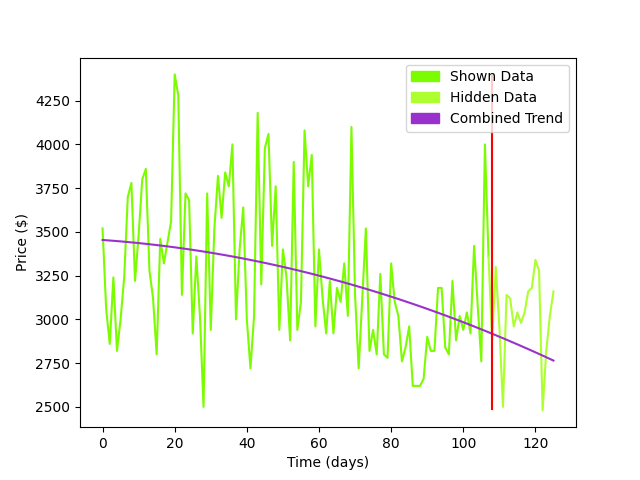 Shown Data
Hidden Data
Combined Trend
4250
4000
3750
3500
3250
3000
2750
2500
Price ($)
0 20 40 60 80 100 120
Time (days)